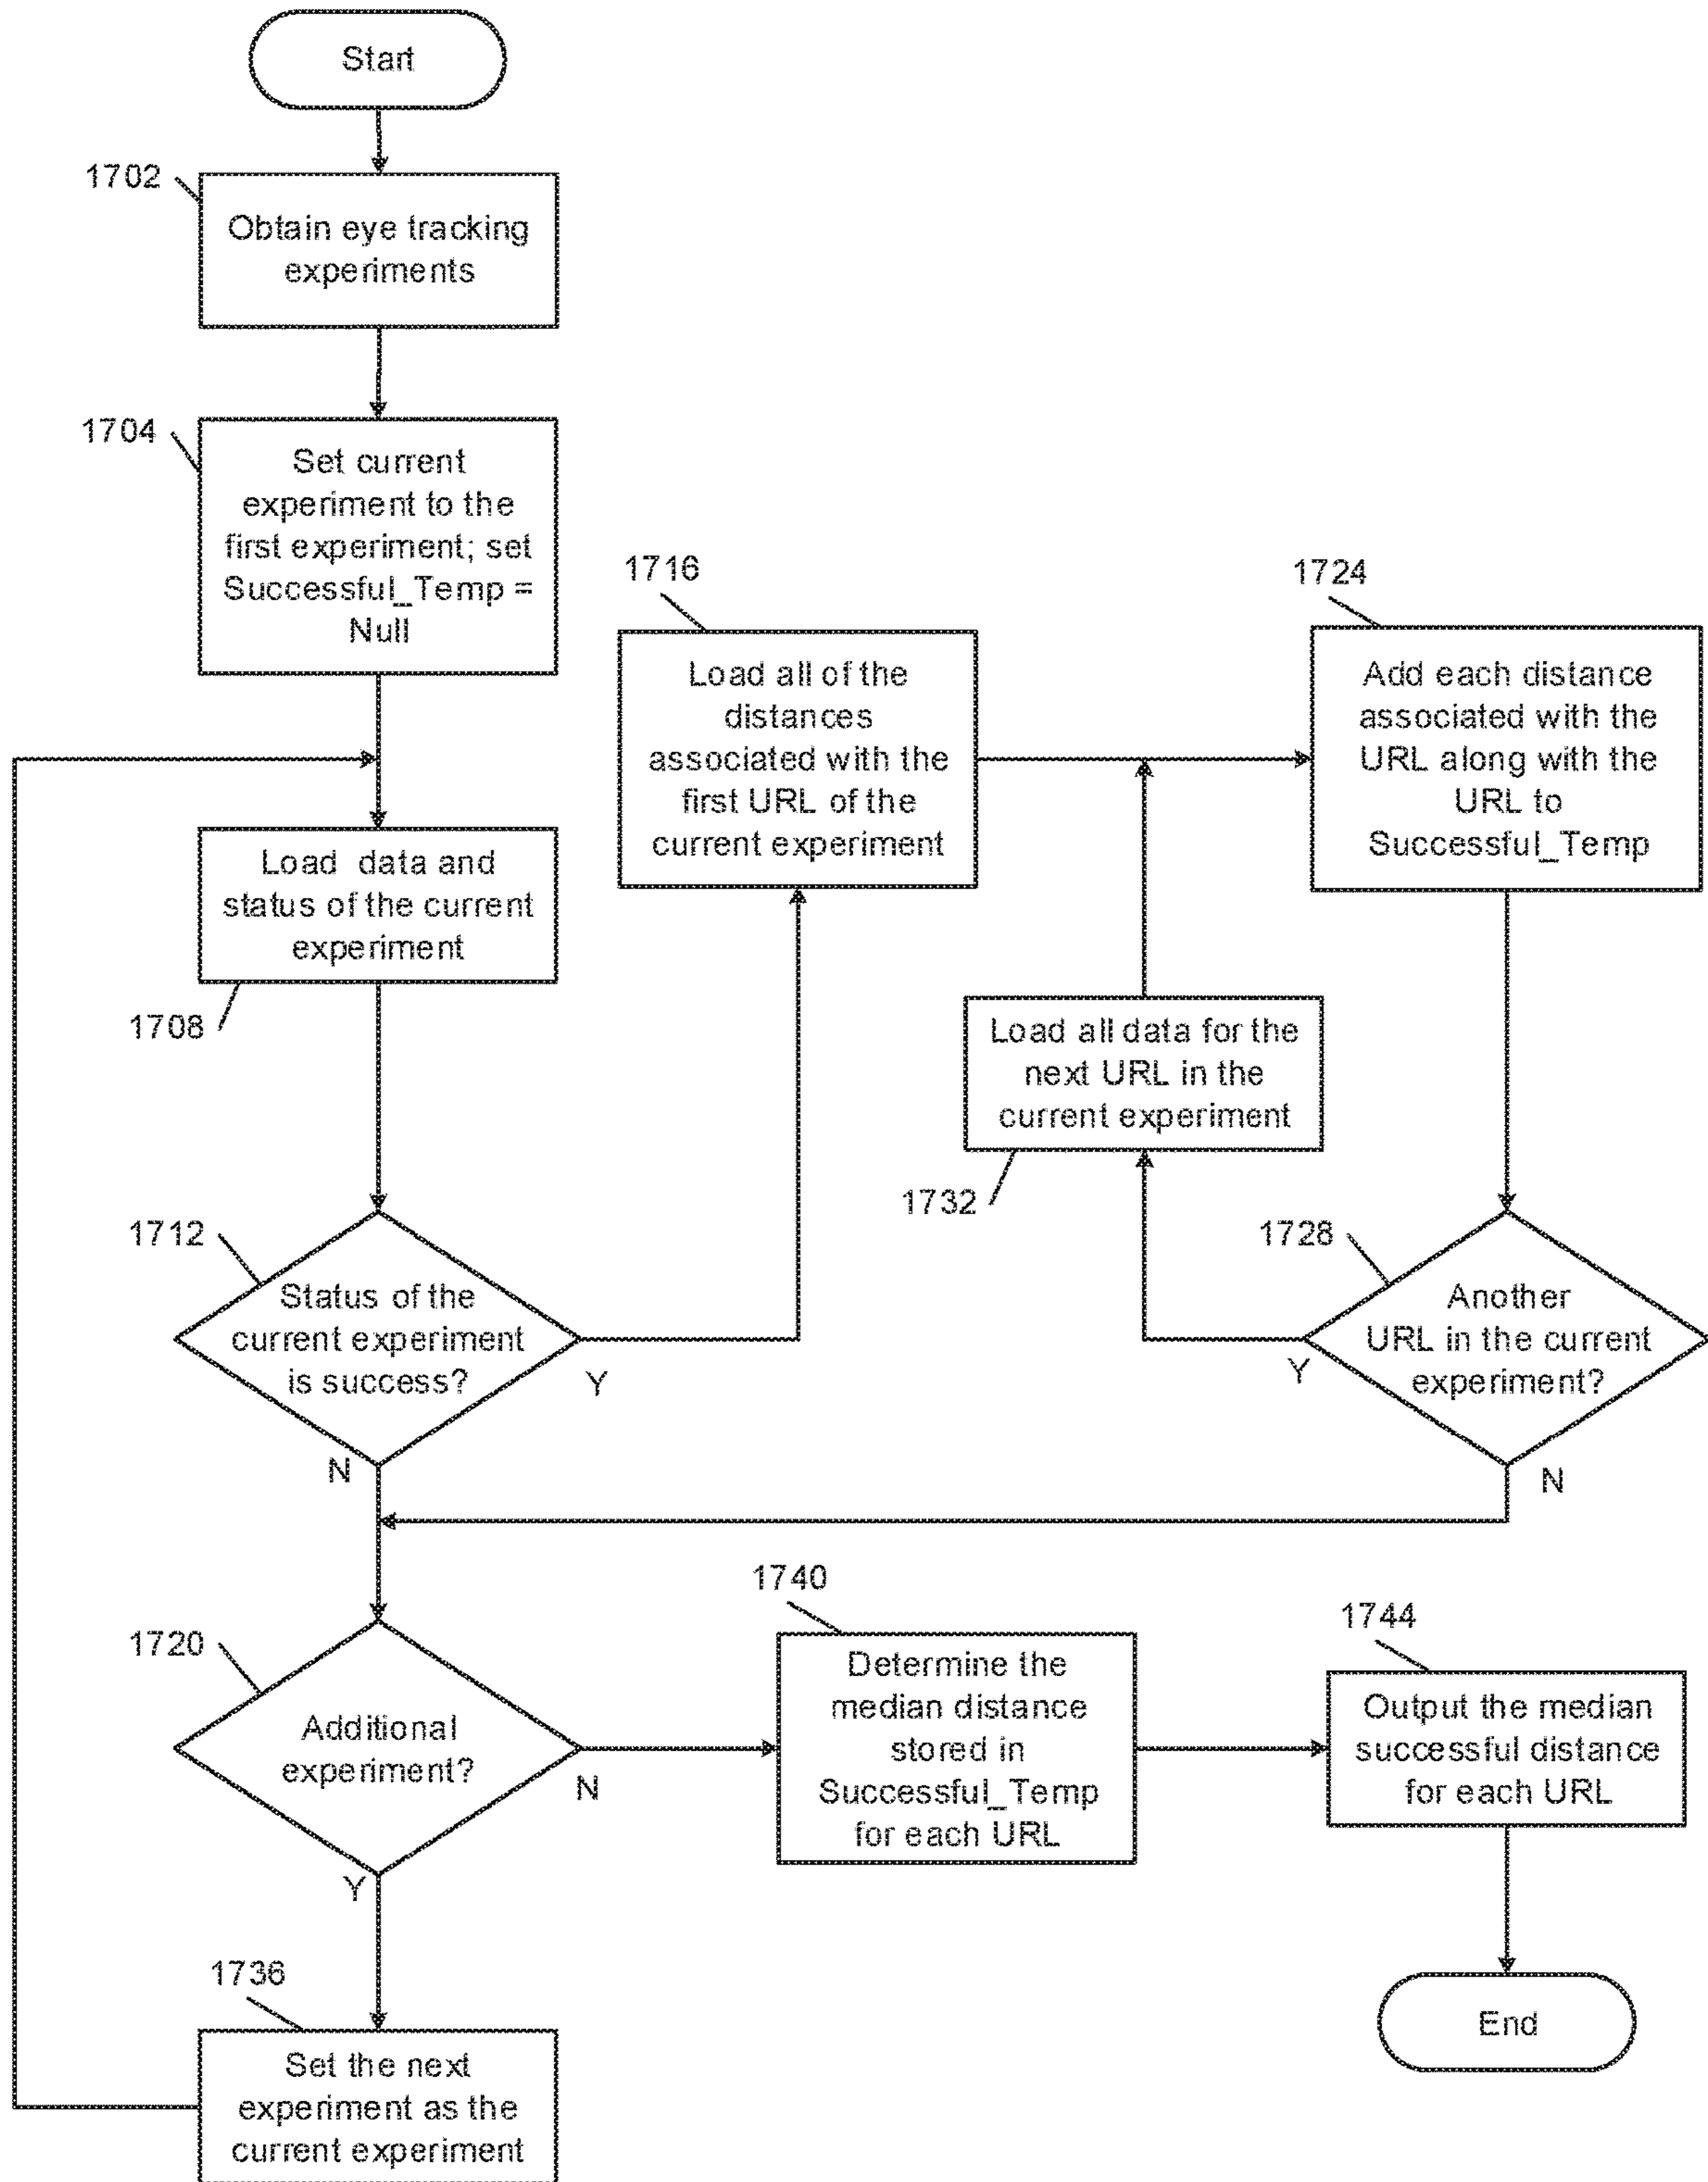 Start
1702
Obtain eye tracking
experiments
1704
Set current
experiment to the
first experiment; set
Successful_Temp =
Null
1716
Load all of the
distances
associated with the
first URL of the
current experiment
1724
Add each distance
associated with the
URL along with the
URL to
Successful_Temp
Load data and
status of the current
experiment
1708
Load all data for the
next URL in the
current experiment
1732
1712
Status of the
current experiment
is success?
Y
N
1728
Another
URL in the current
experiment?
Y
N
1720
Additional
experiment?
N
Y
1740
Determine the
median distance
stored in
Successful_Temp
for each URL
1744
Output the median
successful distance
for each URL
1736
Set the next
experiment as the
current experiment
End